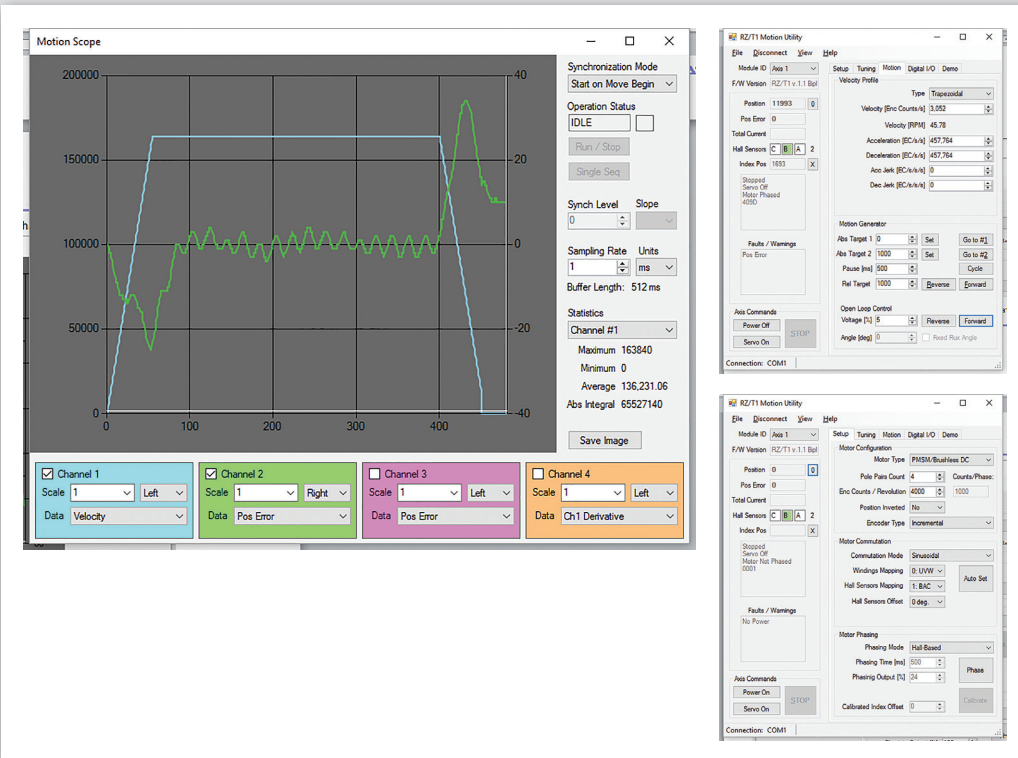 Motion Scope
200000
150000
100000
50000
0
40
20
0
-20
-40
0
100
200
300
400
Synchronization Mode
Start on Move Begin
Operation Status
IDLE
Run / Stop
Single Seq
Synch Level Slope
0
Sampling Rate Units
1 ms
Buffer Length: 512 ms
Statistics
Channel #1
Maximum 163840
Minimum 0
Average 136,231.06
Abs Integral 65527140
Save Image
Channel 1
Scale 1 Left
Data Velocity
Channel 2
Scale 1 Right
Data Pos Error
Channel 3
Scale 1 Left
Data Pos Error
Channel 4
Scale 1 Left
Data Ch1 Derivative
RZ/T1 Motion Utility
File Disconnect View Help
Module ID Axis 1
F/W Version RZ/T1 v.1.1 Bpl
Position 11993 0
Pos Error 0
Total Current
Hall Sensors C B A 2
Index Pos 1693 X
Stopped
Servo Off
Motor Phased
409D
Faults / Warnings
Pos Error
Axis Commands
Power Off
Servo On
STOP
Connection: COM1
Setup Tuning Motion Digital I/O Demo
Velocity Profile
Type Trapezoidal
Velocity [Enc Counts/s] 3,052
Velocity [RPM] 45.78
Acceleration [EC/s/s] 457,764
Deceleration [EC/s/s] 457,764
Acc Jerk [EC/s/s/s] 0
Dec Jerk [EC/s/s/s] 0
Motion Generator
Abs Target 1 0 Set Go to #1
Abs Target 2 1000 Set Go to #2
Pause [ms] 500 Cycle
Rel Target 1000 Reverse Forward
Open Loop Control
Voltage [%] 5 Reverse Forward
Angle [deg] 0 Fixed Flux Angle
RZ/T1 Motion Utility
File Disconnect View Help
Module ID Axis 1
F/W Version RZ/T1 v.1.1 Bpl
Position 0 0
Pos Error 0
Total Current
Hall Sensors C B A 2
Index Pos X
Stopped
Servo Off
Motor Not Phased
0001
Faults / Warnings
No Power
Axis Commands
Power On
Servo On
STOP
Connection: COM1
Setup Tuning Motion Digital I/O Demo
Motor Configuration
Motor Type PMSM/Brushless DC
Pole Pairs Count 4 Counts/Phase:
Enc Counts / Revolution 4000 1000
Position Inverted No
Encoder Type Incremental
Motor Commutation
Commutation Mode Sinusoidal
Windings Mapping 0: UVW
Hall Sensors Mapping 1: BAC
Auto Set
Hall Sensors Offset 0 deg.
Motor Phasing
Phasing Mode Hall-Based
Phasing Time [ms] 500
Phasinig Output [%] 24
Phase
Calibrated Index Offset 0
Calibrate